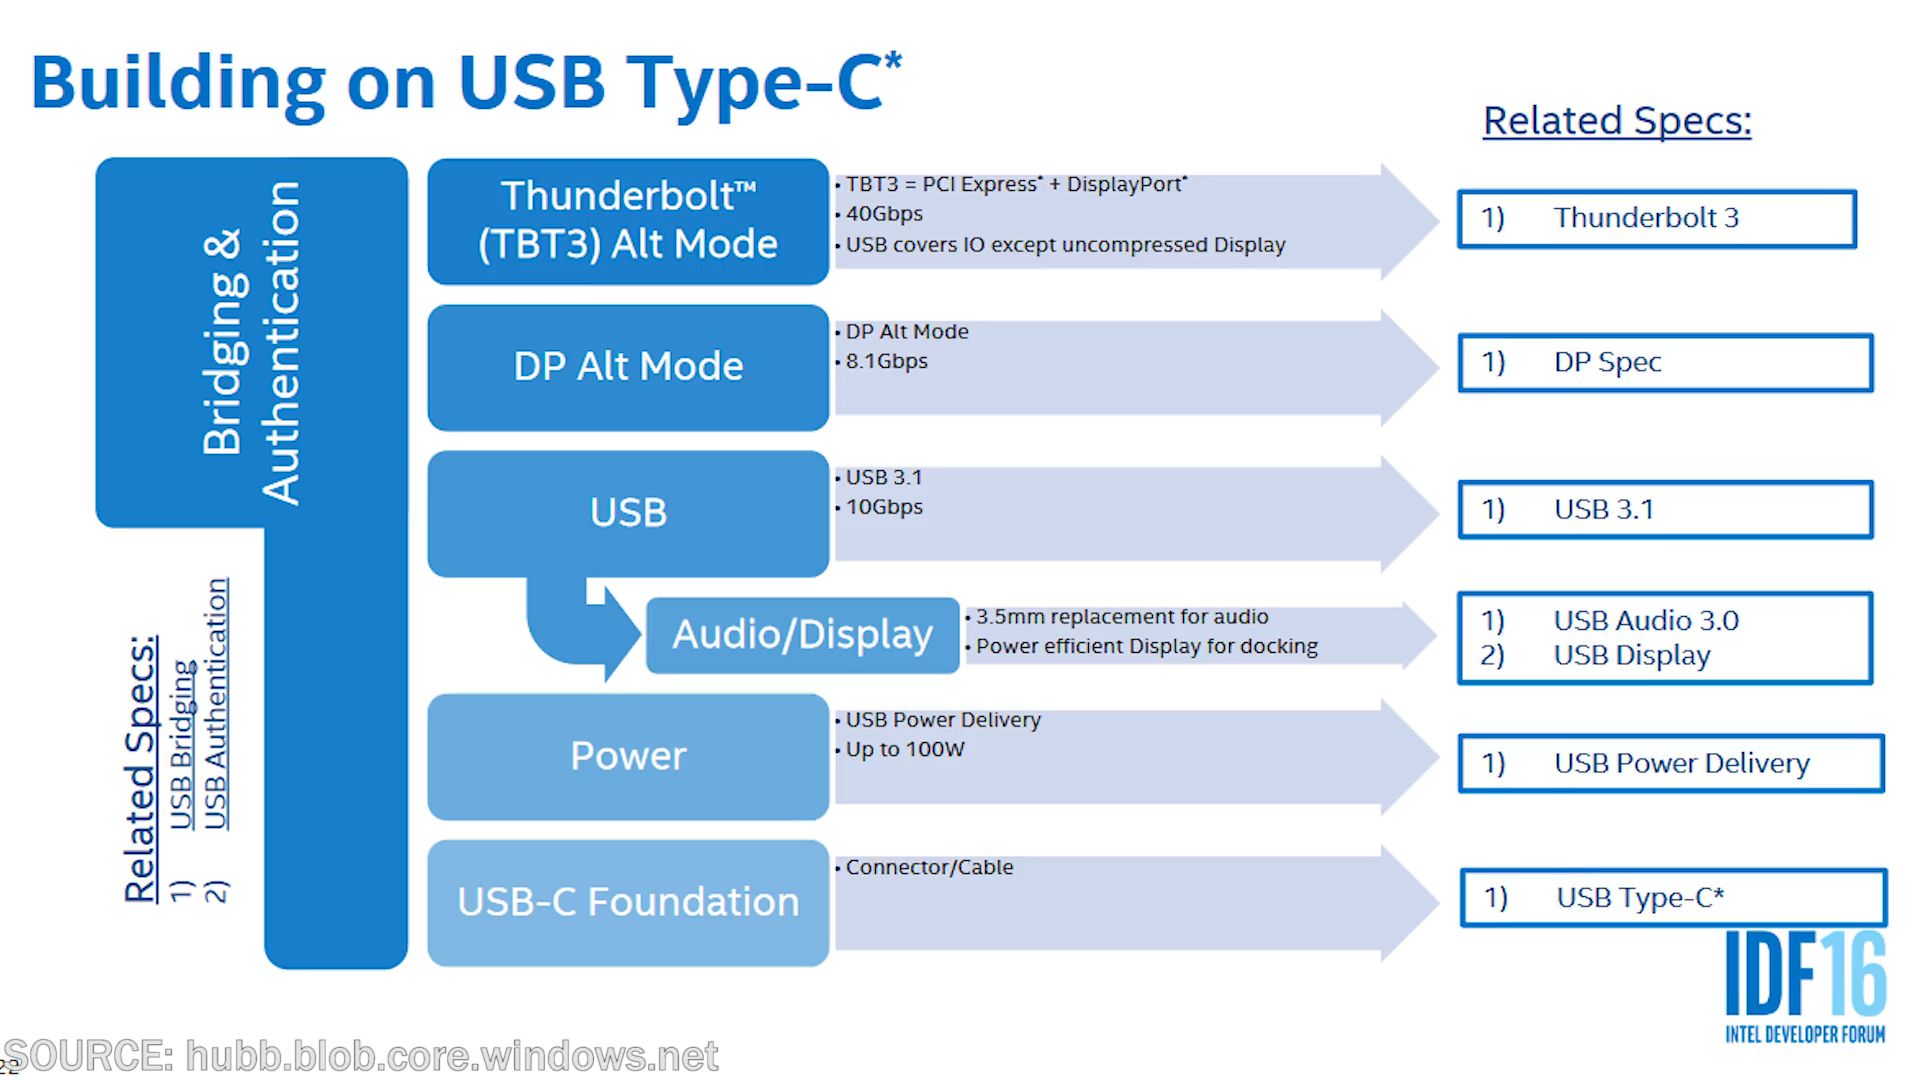 Building on USB Type-C*
Related Specs:
Bridging &
Authentication
Related Specs:
1) USB Bridging
2) USB Authentication
Thunderbolt™
(TBT3) Alt Mode
• TBT3 = PCI Express* + DisplayPort*
• 40Gbps
• USB covers IO except uncompressed Display
1) Thunderbolt 3
DP Alt Mode
• DP Alt Mode
• 8.1Gbps
1) DP Spec
USB
• USB 3.1
• 10Gbps
1) USB 3.1
Audio/Display
• 3.5mm replacement for audio
• Power efficient Display for docking
1) USB Audio 3.0
2) USB Display
Power
• USB Power Delivery
• Up to 100W
1) USB Power Delivery
USB-C Foundation
• Connector/Cable
1) USB Type-C*
IDF16
INTEL DEVELOPER FORUM
SOURCE: hubb.blob.core.windows.net